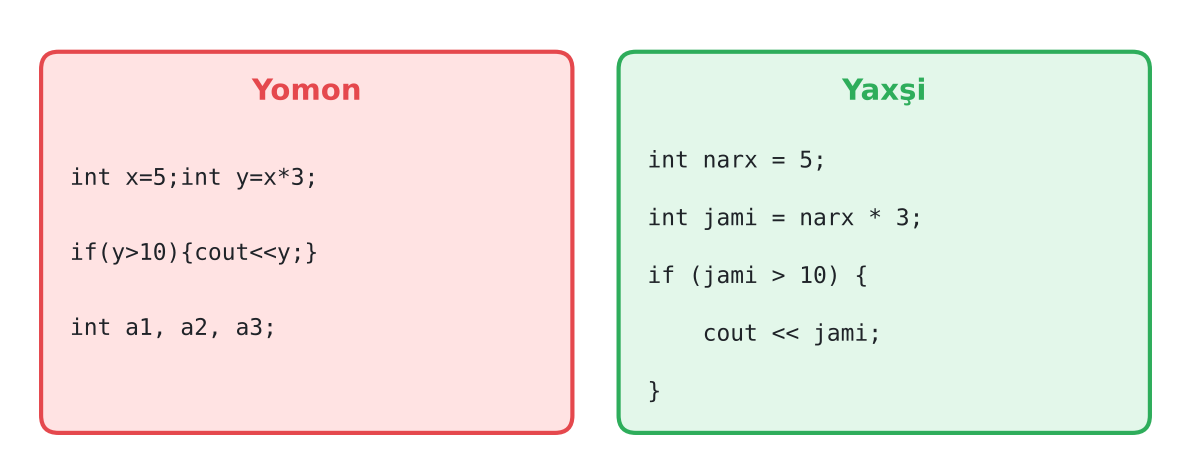 Yomon
int x=5;int y=x*3;
if(y>10){cout<<y;}
int a1, a2, a3;
Yaxşi
int narx = 5;
int jami = narx * 3;
if (jami > 10) {
    cout << jami;
}